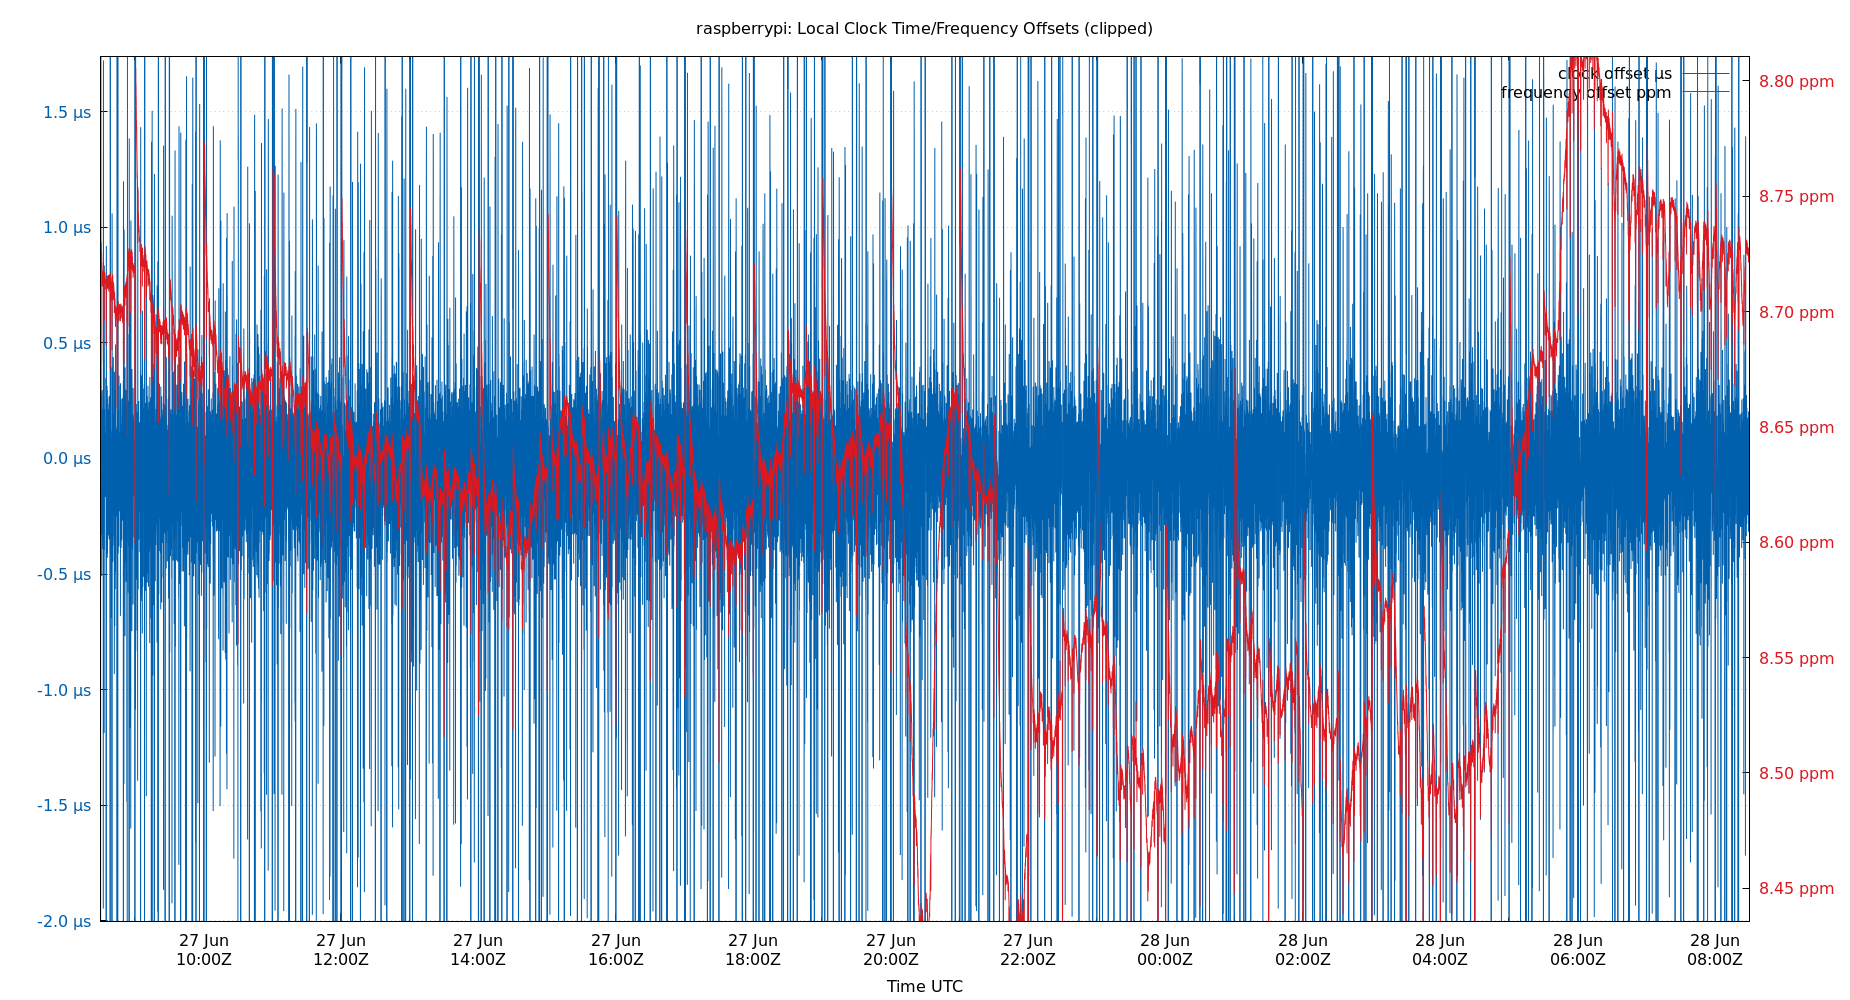 raspberrypi: Local Clock Time/Frequency Offsets (clipped)
clock offset µs
frequency offset ppm
1.5 µs
1.0 µs
0.5 µs
0.0 µs
-0.5 µs
-1.0 µs
-1.5 µs
-2.0 µs
8.80 ppm
8.75 ppm
8.70 ppm
8.65 ppm
8.60 ppm
8.55 ppm
8.50 ppm
8.45 ppm
27 Jun 27 Jun 27 Jun 27 Jun 27 Jun 27 Jun 27 Jun 28 Jun 28 Jun 28 Jun 28 Jun 28 Jun
10:00Z 12:00Z 14:00Z 16:00Z 18:00Z 20:00Z 22:00Z 00:00Z 02:00Z 04:00Z 06:00Z 08:00Z
Time UTC